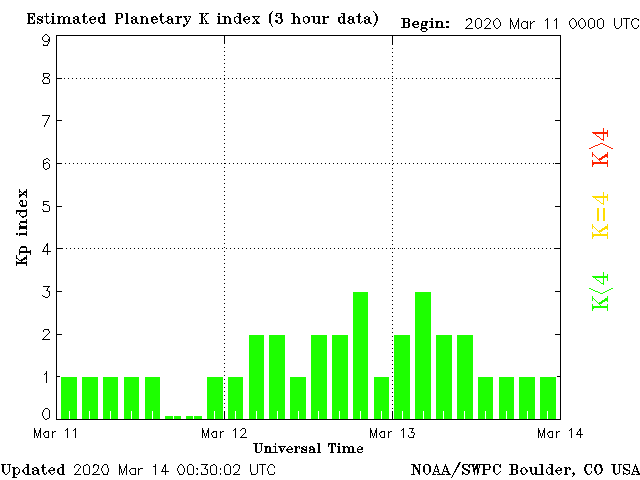 Estimated Planetary K index (3 hour data) Begin: 2020 Mar 11 0000 UTC
9
8
7
6
5
4
3
2
1
0
Kp index
K>4
K=4
K<4
Mar 11 Mar 12 Mar 13 Mar 14
Universal Time
Updated 2020 Mar 14 00:30:02 UTC NOAA/SWPC Boulder, CO USA